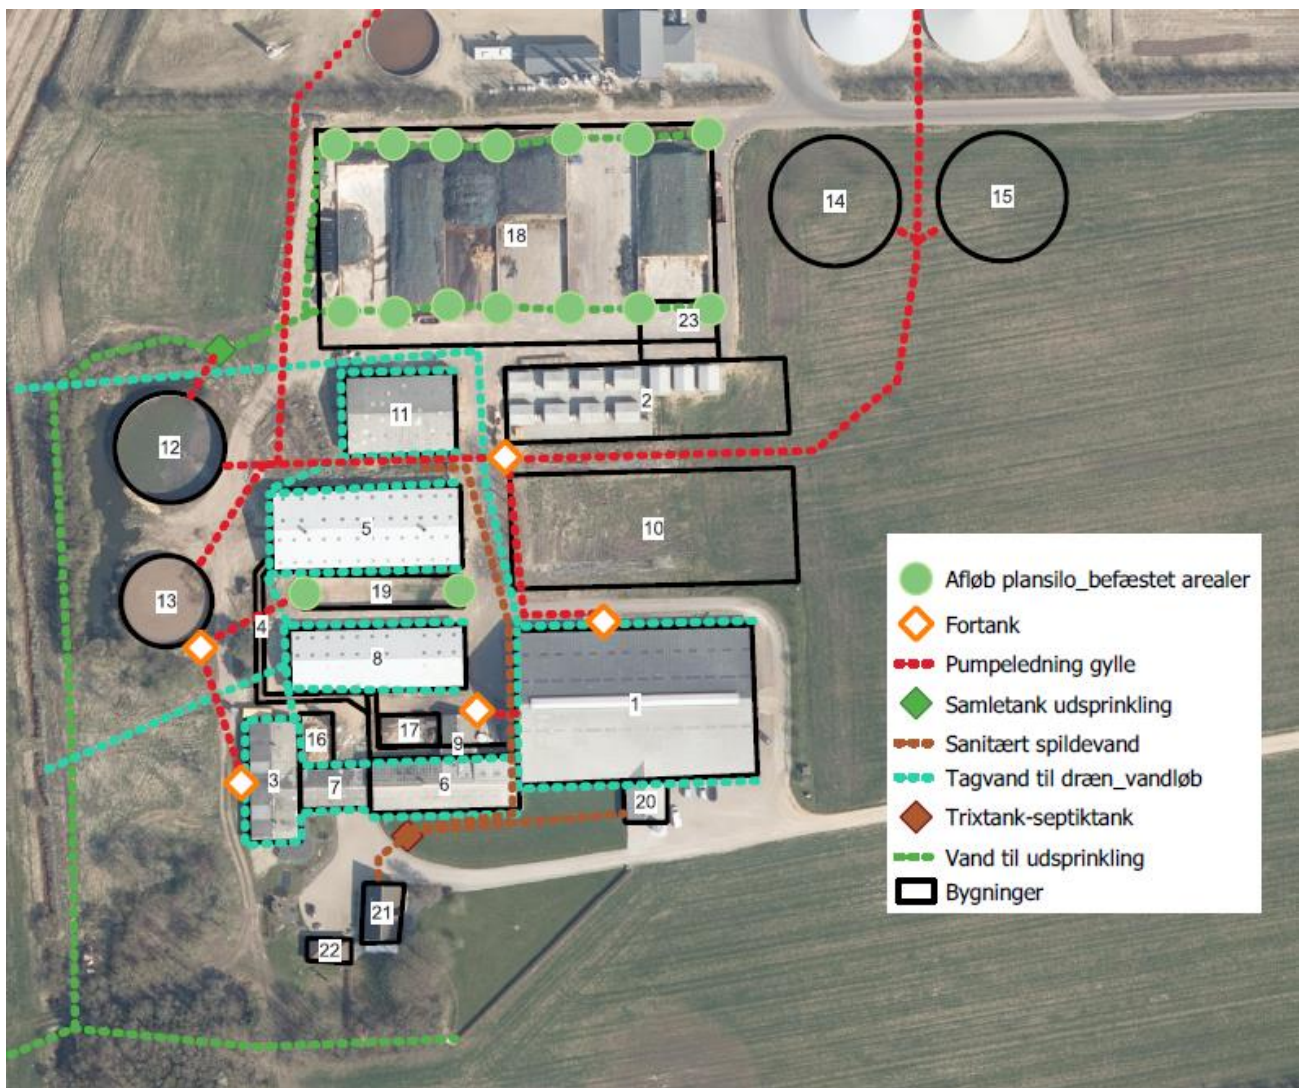 14
15
18
23
2
11
12
5
10
19
13
4
8
1
16
17
9
3
7
6
20
21
22
Afløb plansilo_befæstet arealer
Fortank
Pumpeledning gylle
Samletank udsprinkling
Sanitært spildevand
Tagvand til dræn_vandløb
Trixtank-septiktank
Vand til udsprinkling
Bygninger